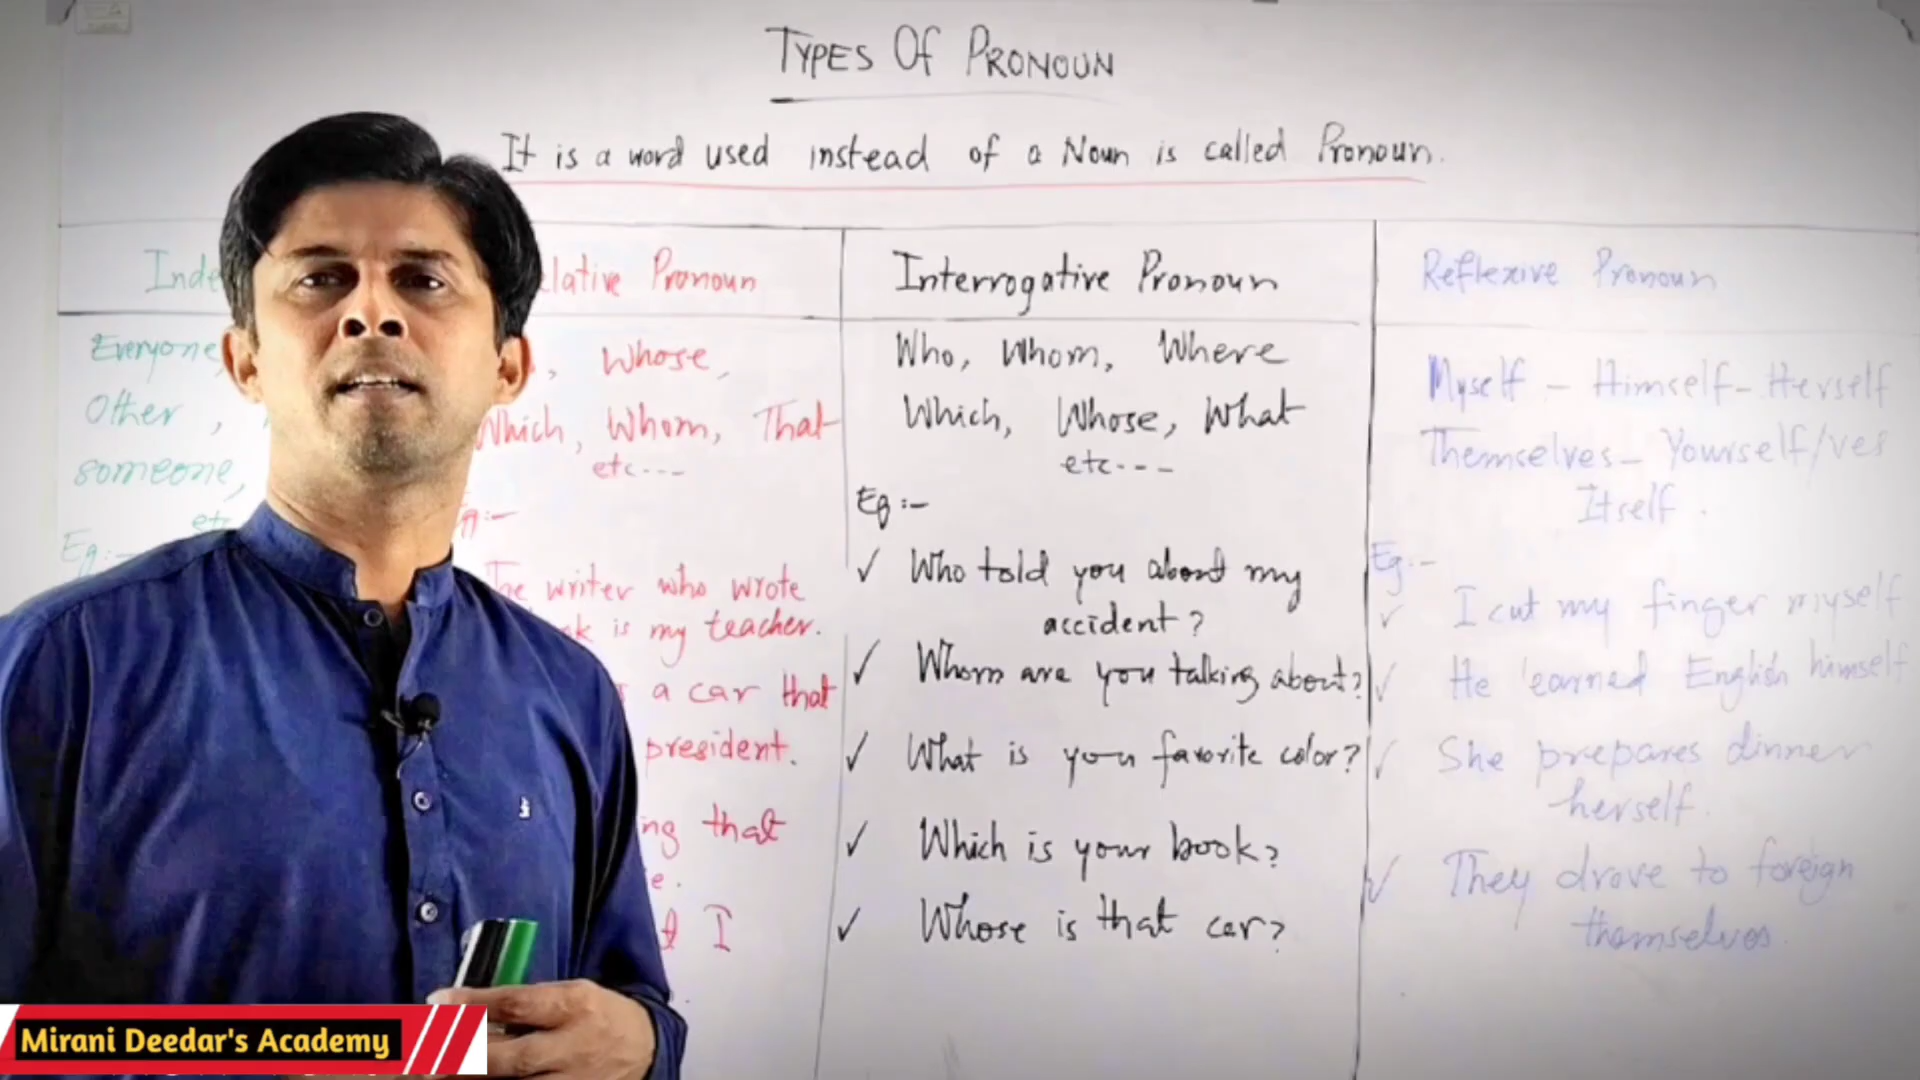 TYPES OF PRONOUN
It is a word used instead of a Noun is called Pronoun.
Pronoun
Everyone,
Other ,
someone,
etc
Eg:-
Whose,
Which, Whom, That
etc---
The writer who wrote
is my teacher.
a car that
president.
that
I
Interrogative Pronoun
Who, Whom, Where
Which, Whose, What
etc---
Eg:-
✓ Who told you about my
accident?
✓ Whom are you talking about?
✓ What is you favorite color?
✓ Which is your book?
✓ Whose is that car?
Reflexive Pronoun
Myself - Himself - Herself
Themselves - Yourself/ves
Itself.
Eg:-
✓ I cut my finger myself
✓ He learned English himself
✓ She prepares dinner
herself.
✓ They drove to foreign
themselves.
Mirani Deedar's Academy